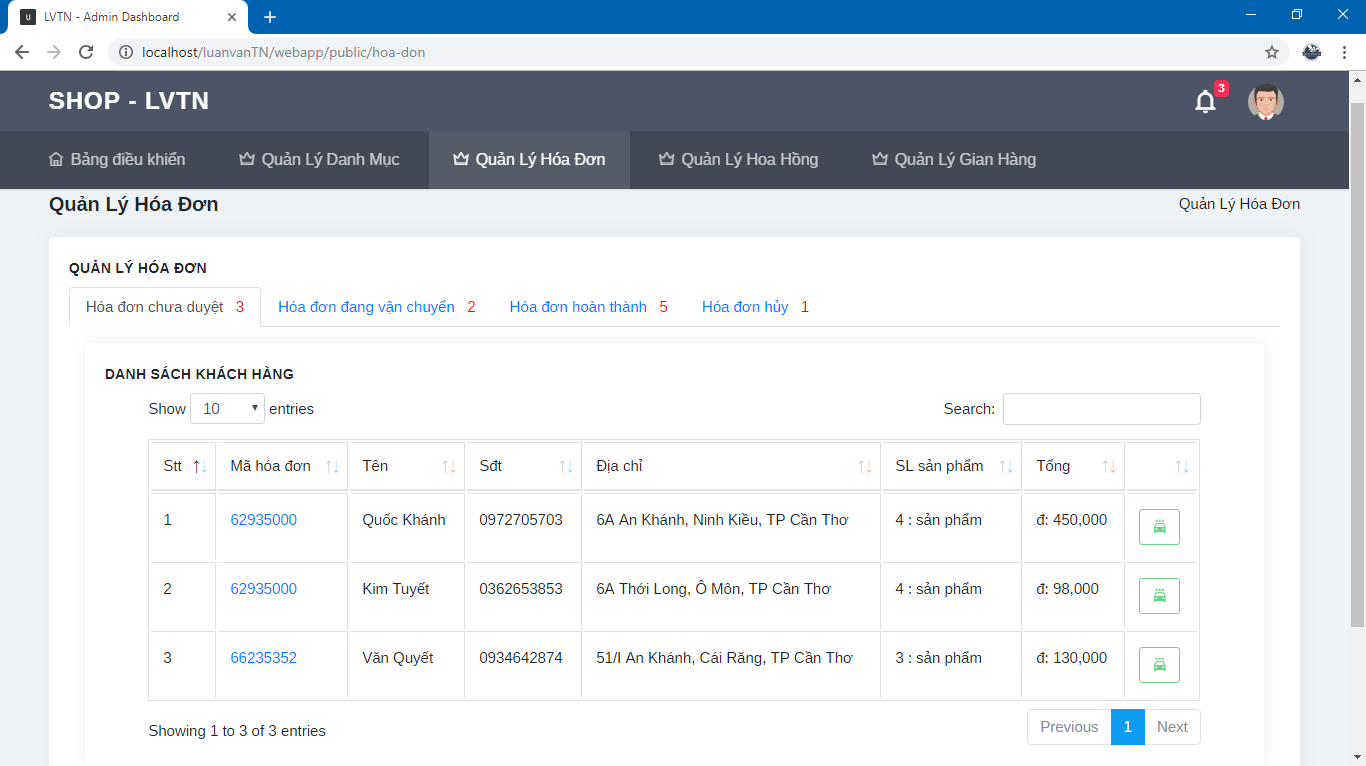 U LVTN - Admin Dashboard
localhost/luanvanTN/webapp/public/hoa-don
SHOP - LVTN
3
Bảng điều khiển Quản Lý Danh Mục Quản Lý Hóa Đơn Quản Lý Hoa Hồng Quản Lý Gian Hàng
Quản Lý Hóa Đơn Quản Lý Hóa Đơn
QUẢN LÝ HÓA ĐƠN
Hóa đơn chưa duyệt 3 Hóa đơn đang vận chuyển 2 Hóa đơn hoàn thành 5 Hóa đơn hủy 1
DANH SÁCH KHÁCH HÀNG
Show 10 entries Search:
Stt Mã hóa đơn Tên Sđt Địa chỉ SL sản phẩm Tổng
1 62935000 Quốc Khánh 0972705703 6A An Khánh, Ninh Kiều, TP Cần Thơ 4 : sản phẩm đ: 450,000
2 62935000 Kim Tuyết 0362653853 6A Thới Long, Ô Môn, TP Cần Thơ 4 : sản phẩm đ: 98,000
3 66235352 Văn Quyết 0934642874 51/I An Khánh, Cái Răng, TP Cần Thơ 3 : sản phẩm đ: 130,000
Showing 1 to 3 of 3 entries Previous 1 Next